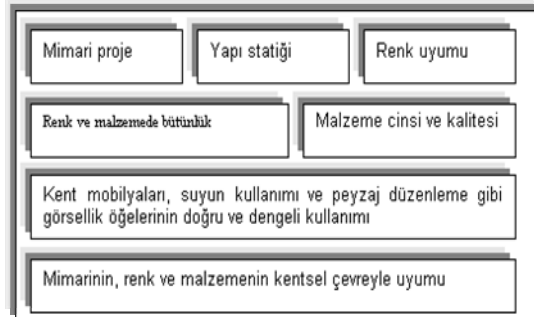 Mimari proje
Yapı statiği
Renk uyumu
Renk ve malzemede bütünlük
Malzeme cinsi ve kalitesi
Kent mobilyaları, suyun kullanımı ve peyzaj düzenleme gibi
görsellik öğelerinin doğru ve dengeli kullanımı
Mimarinin, renk ve malzemenin kentsel çevreyle uyumu